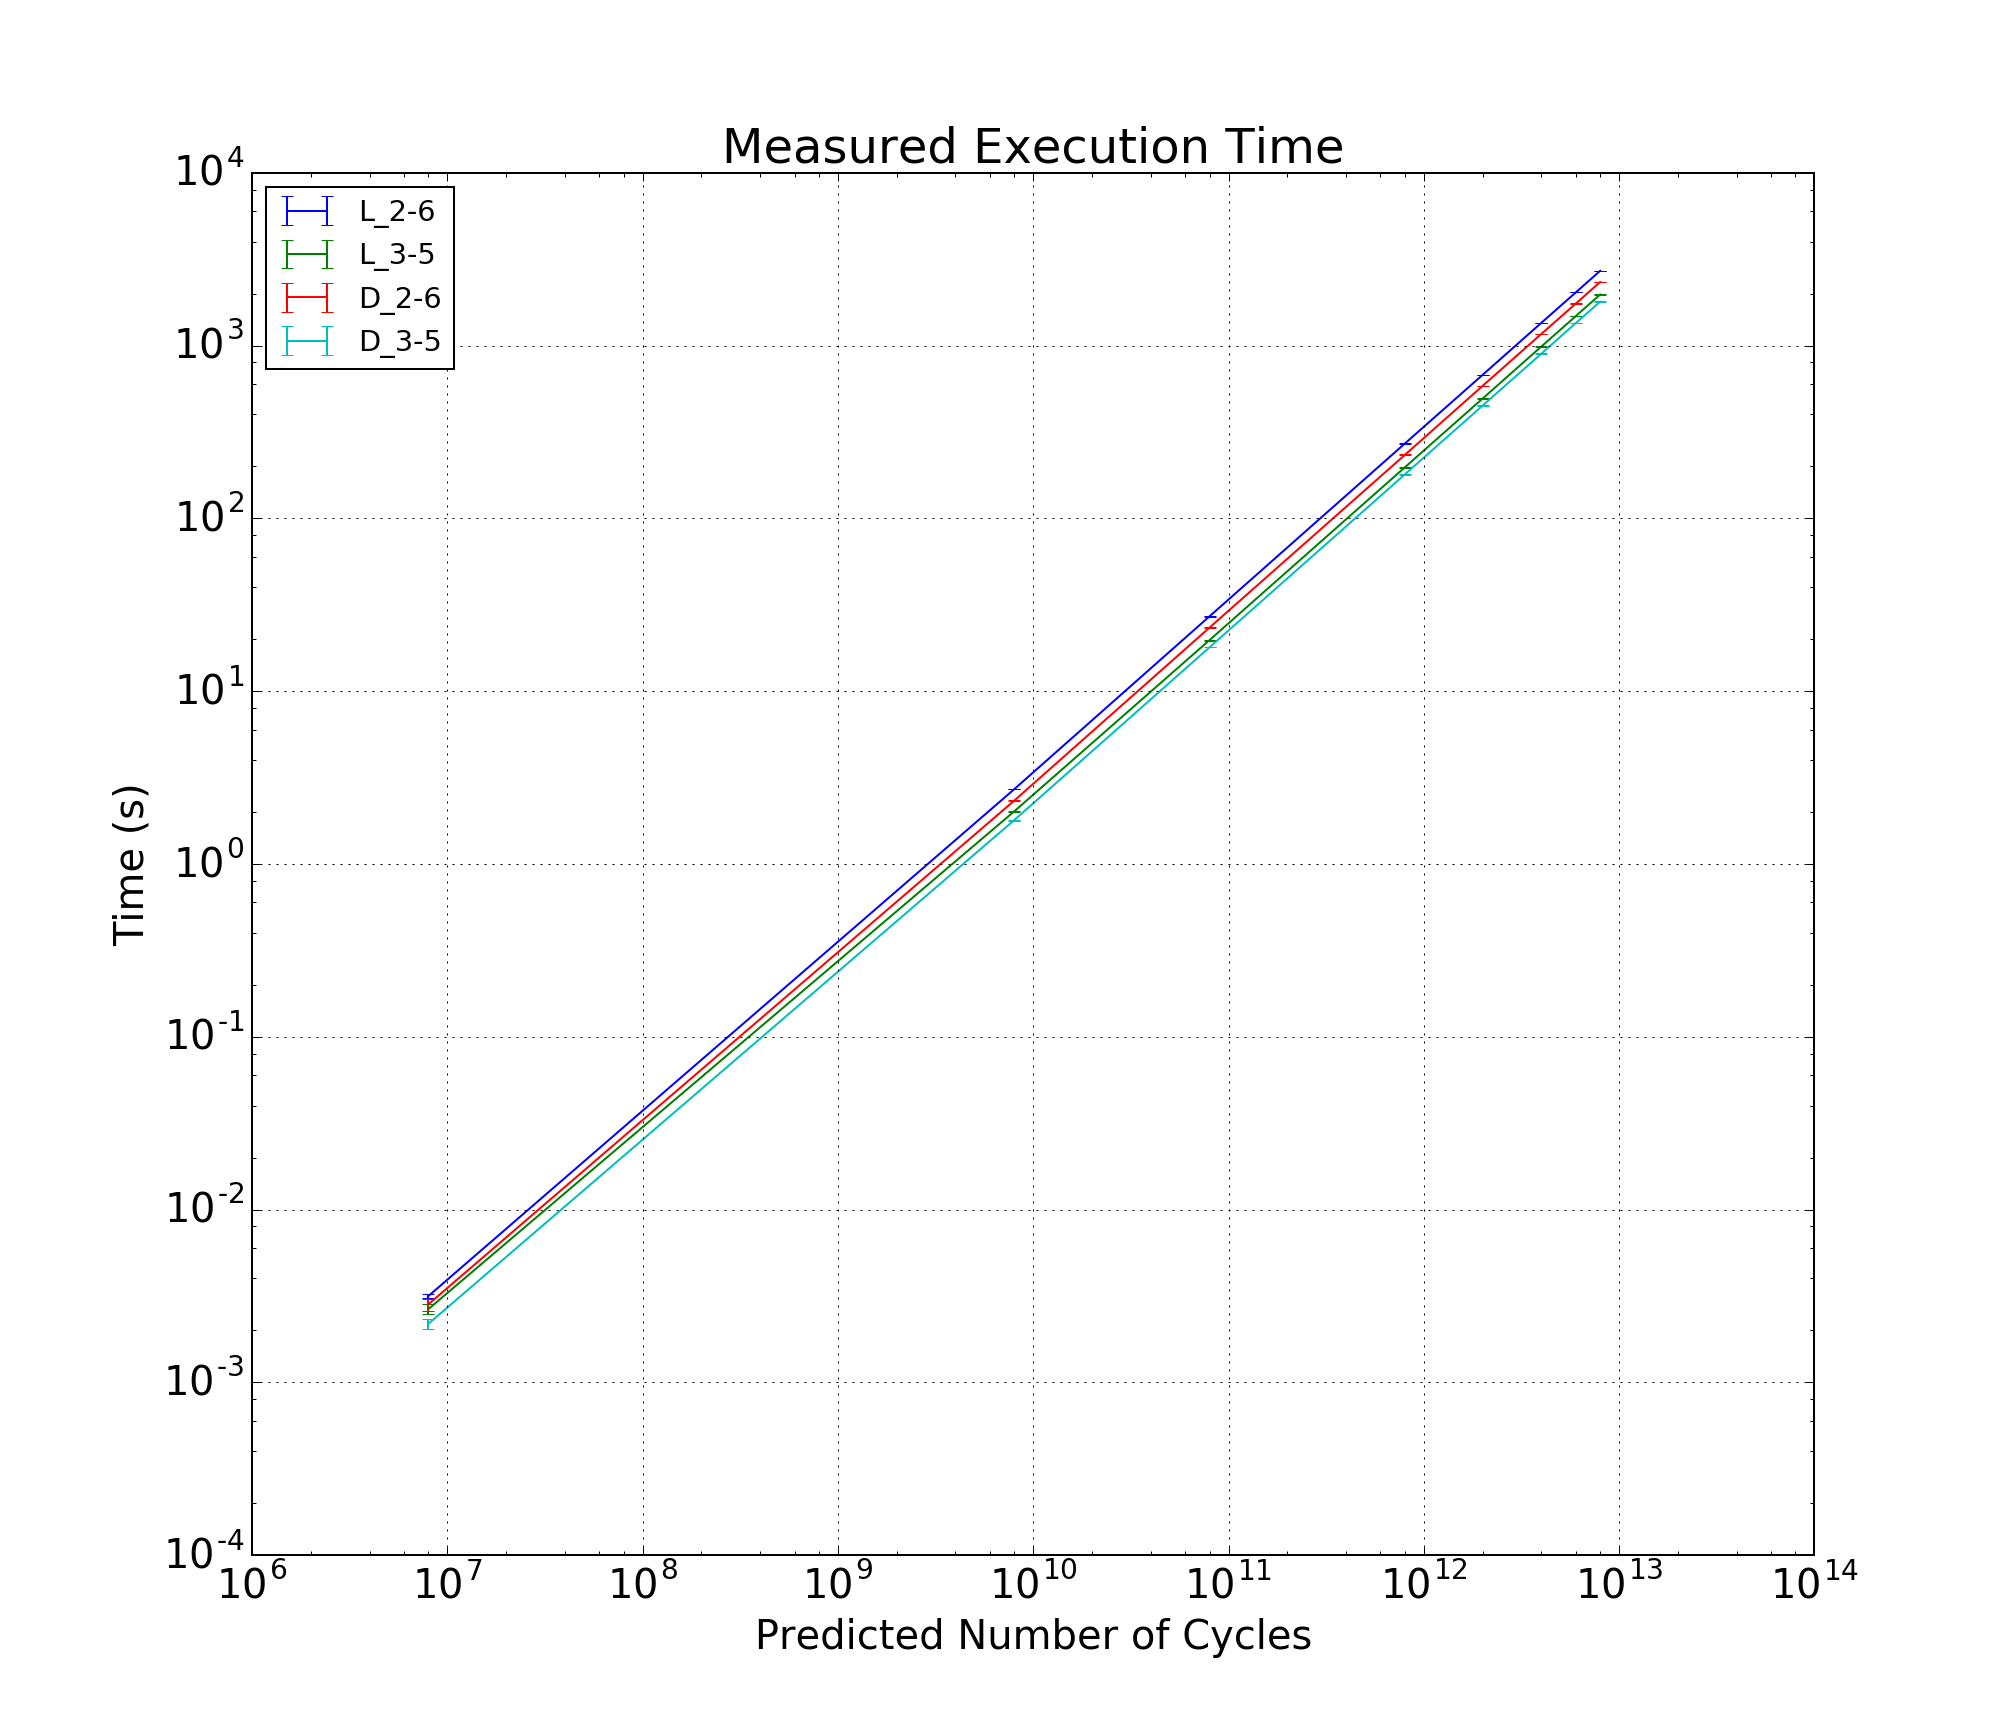 Measured Execution Time
10^4
10^3
10^2
10^1
10^0
10^-1
10^-2
10^-3
10^-4
L_2-6
L_3-5
D_2-6
D_3-5
Time (s)
10^6 10^7 10^8 10^9 10^10 10^11 10^12 10^13 10^14
Predicted Number of Cycles